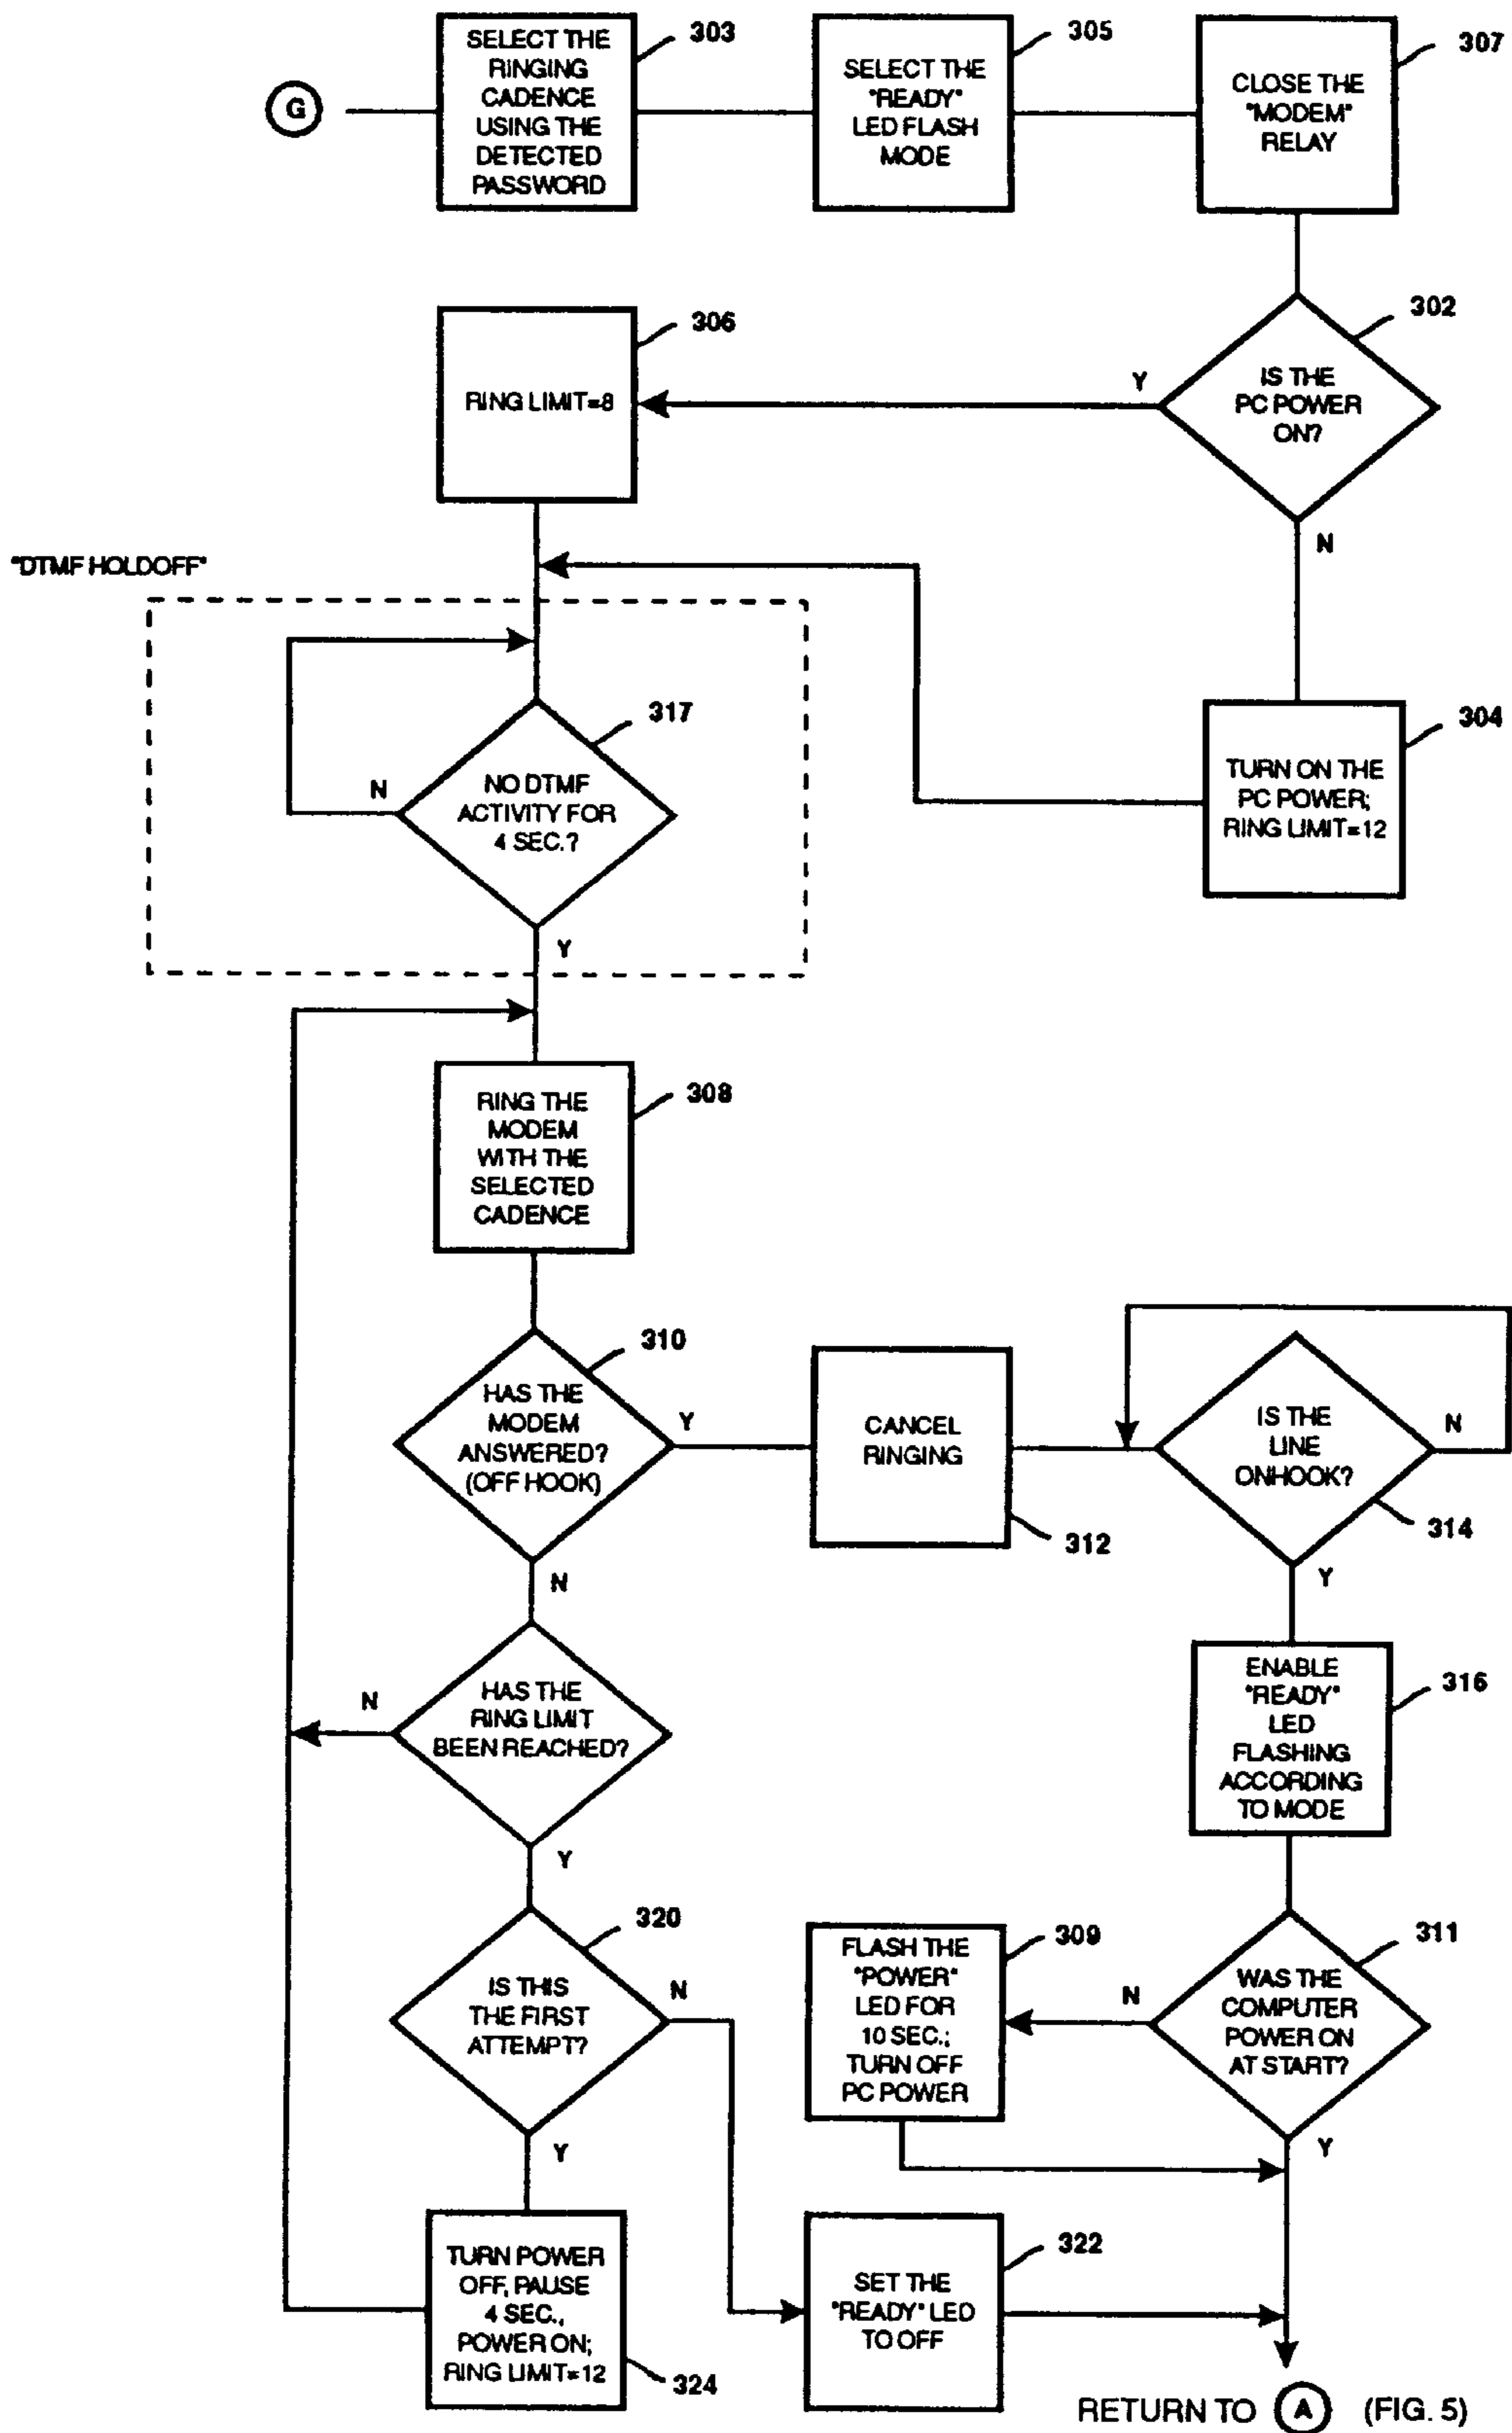 G
SELECT THE
RINGING
CADENCE
USING THE
DETECTED
PASSWORD
303
SELECT THE
"READY"
LED FLASH
MODE
305
CLOSE THE
"MODEM"
RELAY
307
IS THE
PC POWER
ON?
302
Y
N
RING LIMIT=8
306
TURN ON THE
PC POWER;
RING LIMIT=12
304
"DTMF HOLDOFF"
NO DTMF
ACTIVITY FOR
4 SEC.?
317
N
Y
RING THE
MODEM
WITH THE
SELECTED
CADENCE
308
HAS THE
MODEM
ANSWERED?
(OFF HOOK)
310
Y
N
CANCEL
RINGING
312
IS THE
LINE
ONHOOK?
314
N
Y
HAS THE
RING LIMIT
BEEN REACHED?
N
Y
ENABLE
"READY"
LED
FLASHING
ACCORDING
TO MODE
316
IS THIS
THE FIRST
ATTEMPT?
320
N
Y
FLASH THE
"POWER"
LED FOR
10 SEC.;
TURN OFF
PC POWER
309
WAS THE
COMPUTER
POWER ON
AT START?
311
N
Y
TURN POWER
OFF, PAUSE
4 SEC.,
POWER ON;
RING LIMIT=12
324
SET THE
"READY" LED
TO OFF
322
RETURN TO A (FIG. 5)